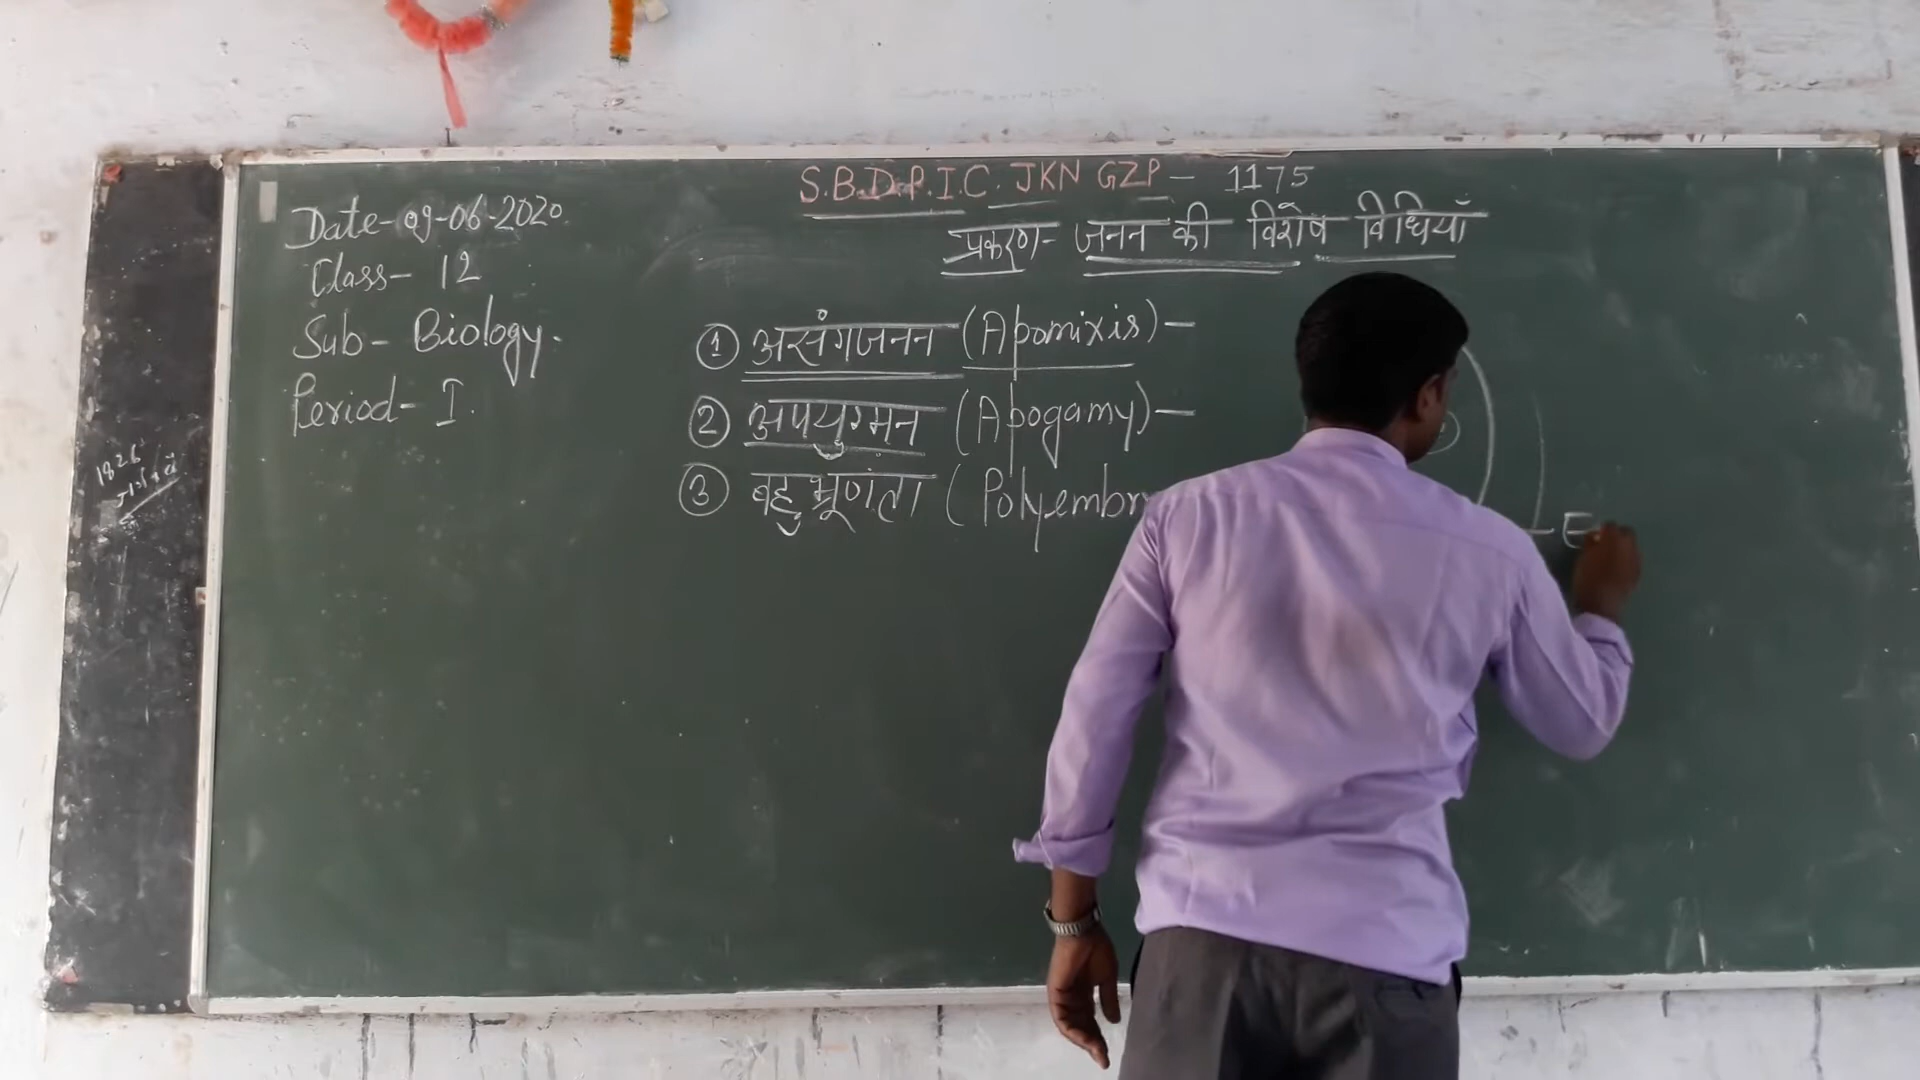 S.B.D.P.I.C. JKN GZP - 1175
प्रकरण- जनन की विशेष विधियाँ
Date-09-06-2020
Class- 12
Sub- Biology.
Period- I.
① असंगजनन (Apomixis)-
② अपयुग्मन (Apogamy)-
③ बहुभ्रूणता (Polyembr
E
1826